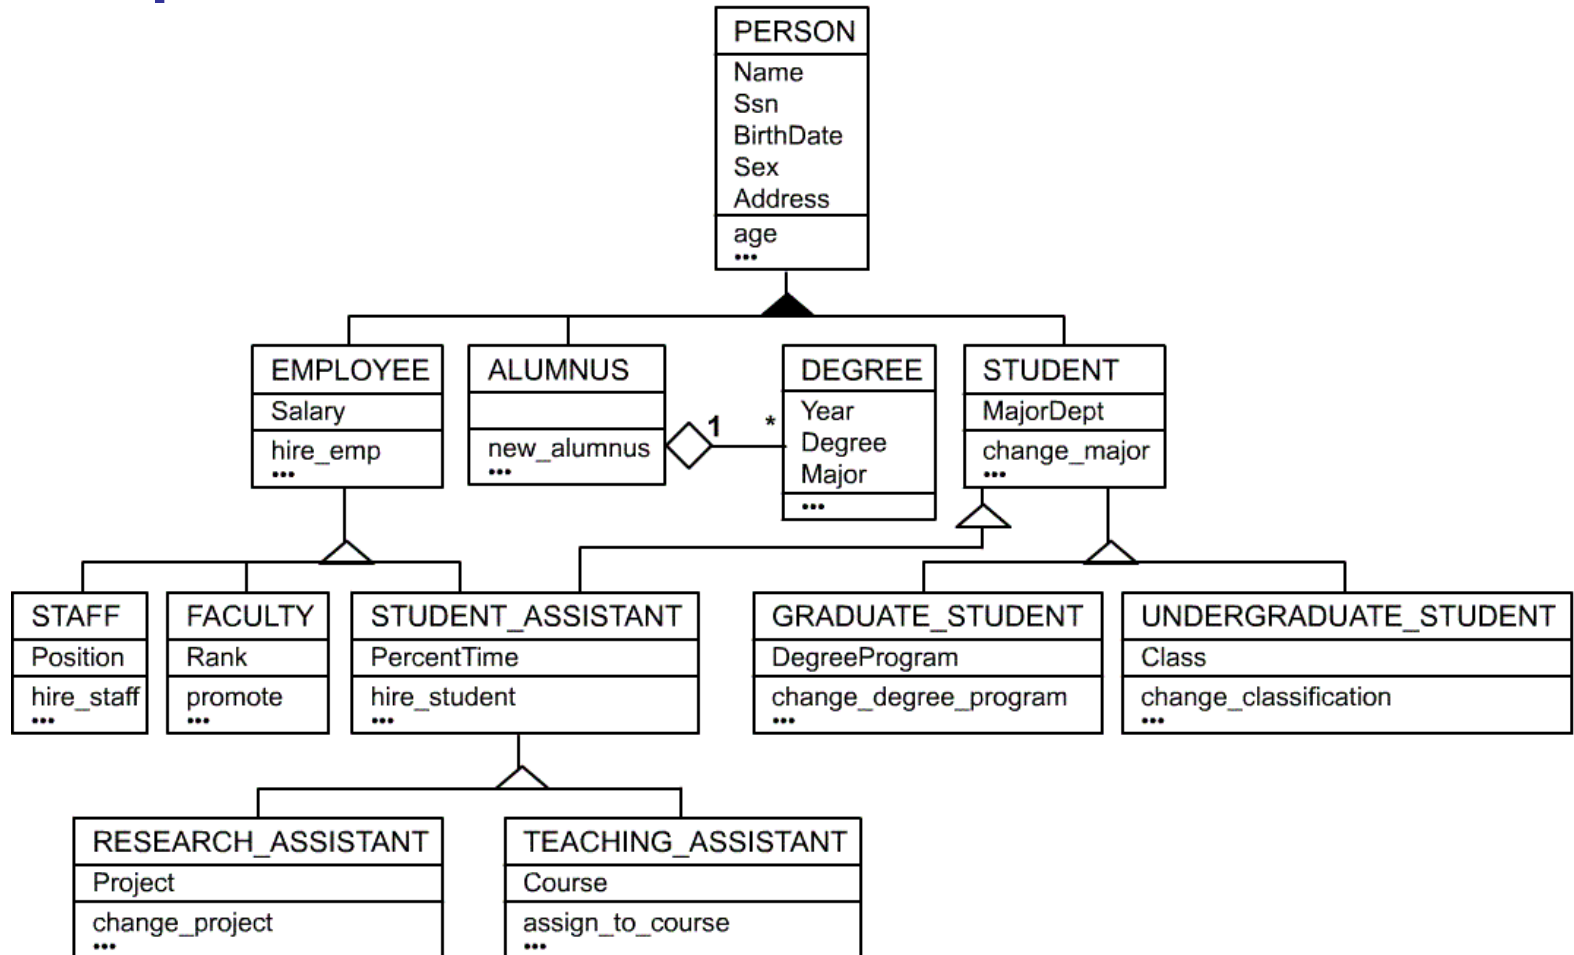 PERSON
Name
Ssn
BirthDate
Sex
Address
age
•••
EMPLOYEE
Salary
hire_emp
•••
ALUMNUS
new_alumnus
•••
1
*
DEGREE
Year
Degree
Major
•••
STUDENT
MajorDept
change_major
•••
STAFF
Position
hire_staff
•••
FACULTY
Rank
promote
•••
STUDENT_ASSISTANT
PercentTime
hire_student
•••
GRADUATE_STUDENT
DegreeProgram
change_degree_program
•••
UNDERGRADUATE_STUDENT
Class
change_classification
•••
RESEARCH_ASSISTANT
Project
change_project
•••
TEACHING_ASSISTANT
Course
assign_to_course
•••